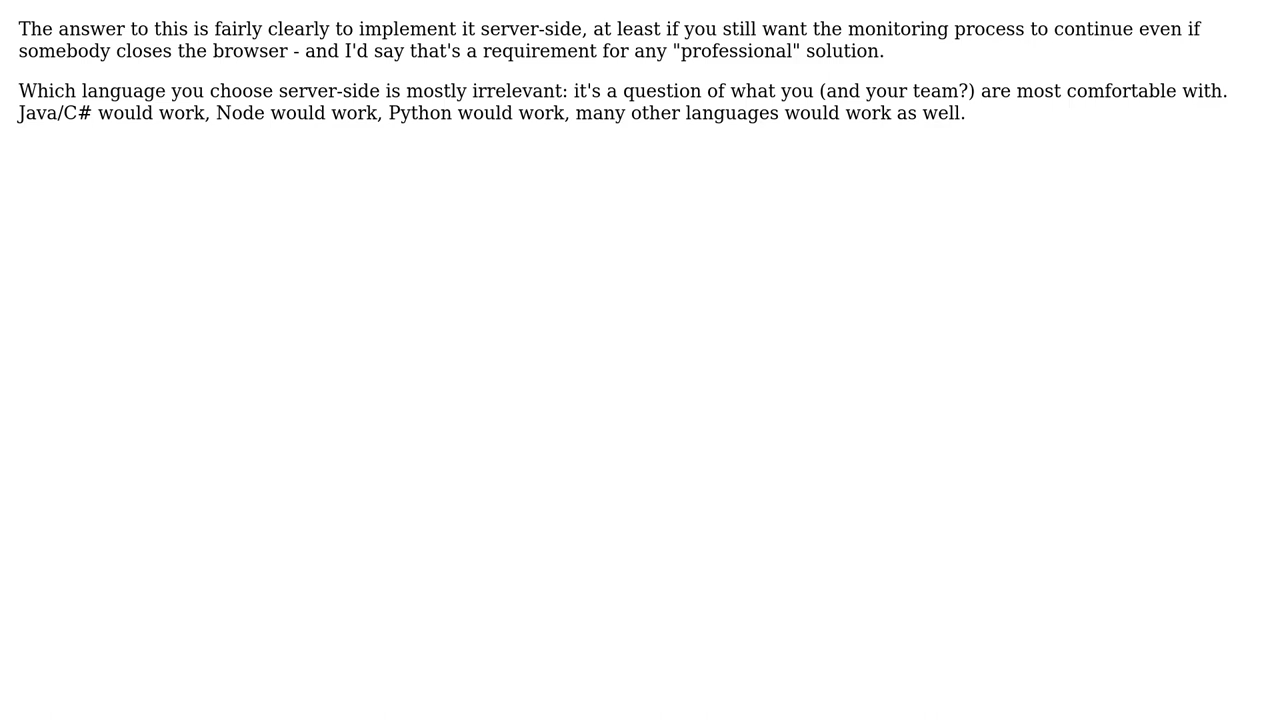 The answer to this is fairly clearly to implement it server-side, at least if you still want the monitoring process to continue even if
somebody closes the browser - and I'd say that's a requirement for any "professional" solution.
Which language you choose server-side is mostly irrelevant: it's a question of what you (and your team?) are most comfortable with.
Java/C# would work, Node would work, Python would work, many other languages would work as well.